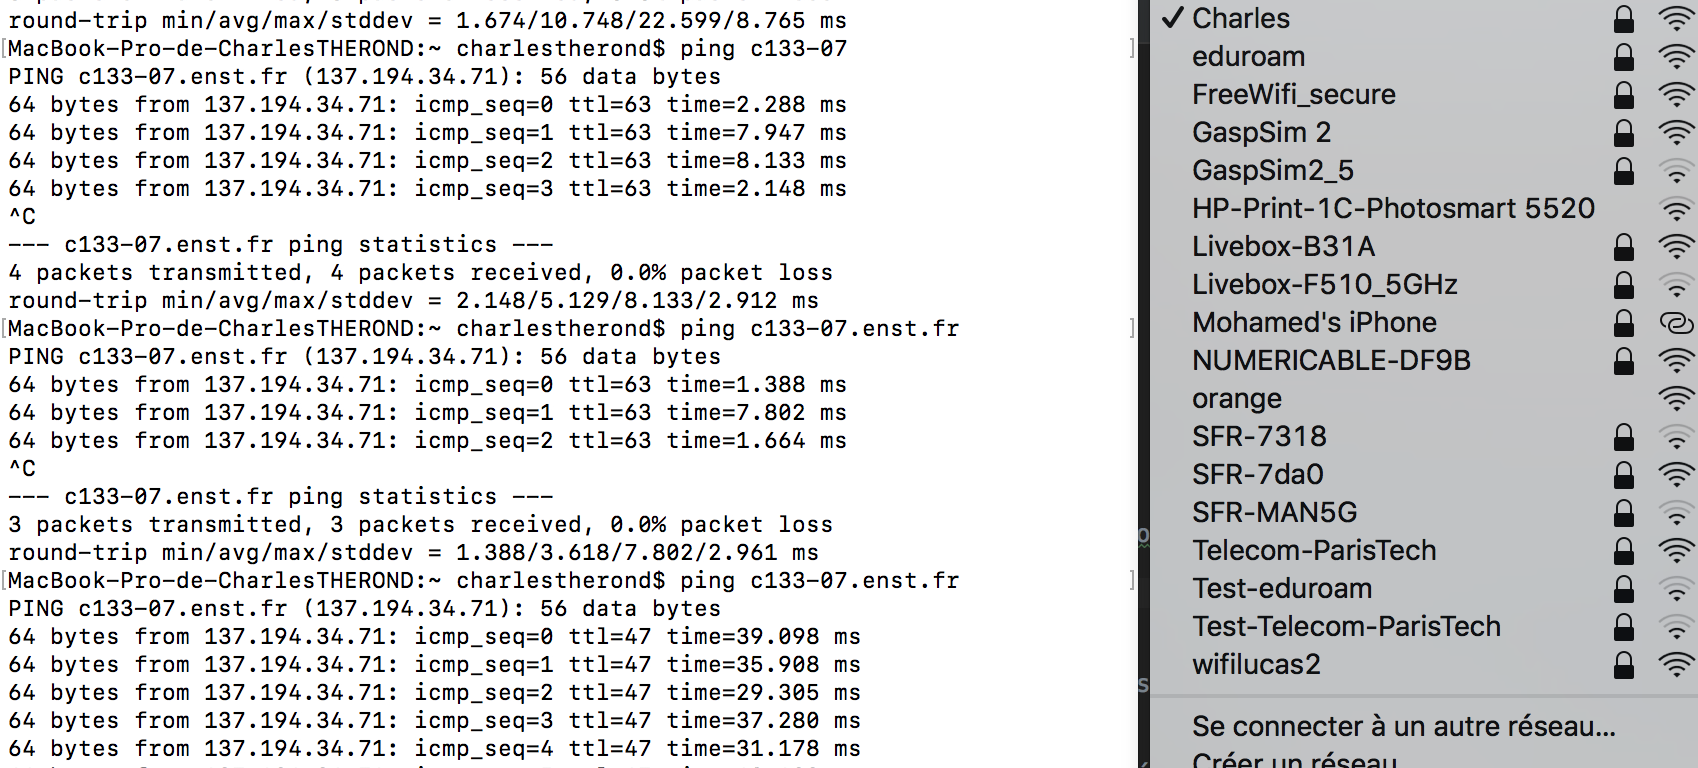 round-trip min/avg/max/stddev = 1.674/10.748/22.599/8.765 ms
[MacBook-Pro-de-CharlesTHEROND:~ charlestherond$ ping c133-07 ]
PING c133-07.enst.fr (137.194.34.71): 56 data bytes
64 bytes from 137.194.34.71: icmp_seq=0 ttl=63 time=2.288 ms
64 bytes from 137.194.34.71: icmp_seq=1 ttl=63 time=7.947 ms
64 bytes from 137.194.34.71: icmp_seq=2 ttl=63 time=8.133 ms
64 bytes from 137.194.34.71: icmp_seq=3 ttl=63 time=2.148 ms
^C
--- c133-07.enst.fr ping statistics ---
4 packets transmitted, 4 packets received, 0.0% packet loss
round-trip min/avg/max/stddev = 2.148/5.129/8.133/2.912 ms
[MacBook-Pro-de-CharlesTHEROND:~ charlestherond$ ping c133-07.enst.fr ]
PING c133-07.enst.fr (137.194.34.71): 56 data bytes
64 bytes from 137.194.34.71: icmp_seq=0 ttl=63 time=1.388 ms
64 bytes from 137.194.34.71: icmp_seq=1 ttl=63 time=7.802 ms
64 bytes from 137.194.34.71: icmp_seq=2 ttl=63 time=1.664 ms
^C
--- c133-07.enst.fr ping statistics ---
3 packets transmitted, 3 packets received, 0.0% packet loss
round-trip min/avg/max/stddev = 1.388/3.618/7.802/2.961 ms
[MacBook-Pro-de-CharlesTHEROND:~ charlestherond$ ping c133-07.enst.fr ]
PING c133-07.enst.fr (137.194.34.71): 56 data bytes
64 bytes from 137.194.34.71: icmp_seq=0 ttl=47 time=39.098 ms
64 bytes from 137.194.34.71: icmp_seq=1 ttl=47 time=35.908 ms
64 bytes from 137.194.34.71: icmp_seq=2 ttl=47 time=29.305 ms
64 bytes from 137.194.34.71: icmp_seq=3 ttl=47 time=37.280 ms
64 bytes from 137.194.34.71: icmp_seq=4 ttl=47 time=31.178 ms
✓ Charles
eduroam
FreeWifi_secure
GaspSim 2
GaspSim2_5
HP-Print-1C-Photosmart 5520
Livebox-B31A
Livebox-F510_5GHz
Mohamed's iPhone
NUMERICABLE-DF9B
orange
SFR-7318
SFR-7da0
SFR-MAN5G
Telecom-ParisTech
Test-eduroam
Test-Telecom-ParisTech
wifilucas2
Se connecter à un autre réseau...
Créer un réseau